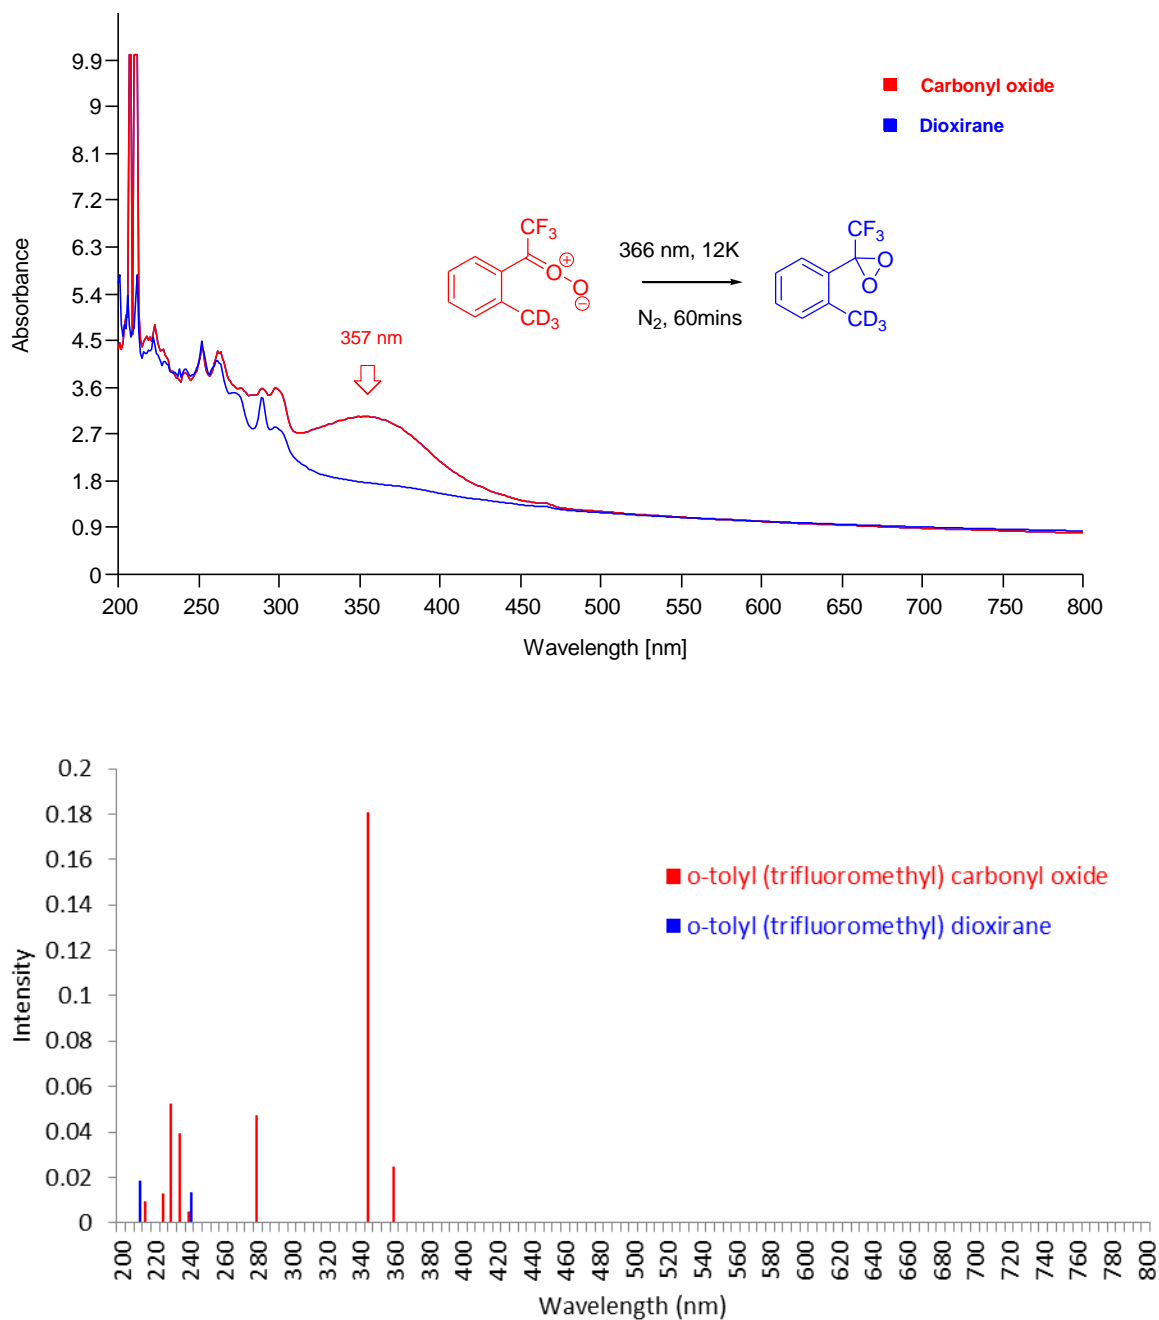 9.9
9
8.1
7.2
6.3
5.4
4.5
3.6
2.7
1.8
0.9
0
Absorbance
200 250 300 350 400 450 500 550 600 650 700 750 800
Wavelength [nm]
Carbonyl oxide
Dioxirane
357 nm
CF3
O
⊕
O
⊖
CD3
366 nm, 12K
N2, 60mins
CF3
O
O
CD3
0.2
0.18
0.16
0.14
0.12
0.1
0.08
0.06
0.04
0.02
0
Intensity
o-tolyl (trifluoromethyl) carbonyl oxide
o-tolyl (trifluromethyl) dioxirane
200 220 240 260 280 300 320 340 360 380 400 420 440 460 480 500 520 540 560 580 600 620 640 660 680 700 720 740 760 780 800
Wavelength (nm)